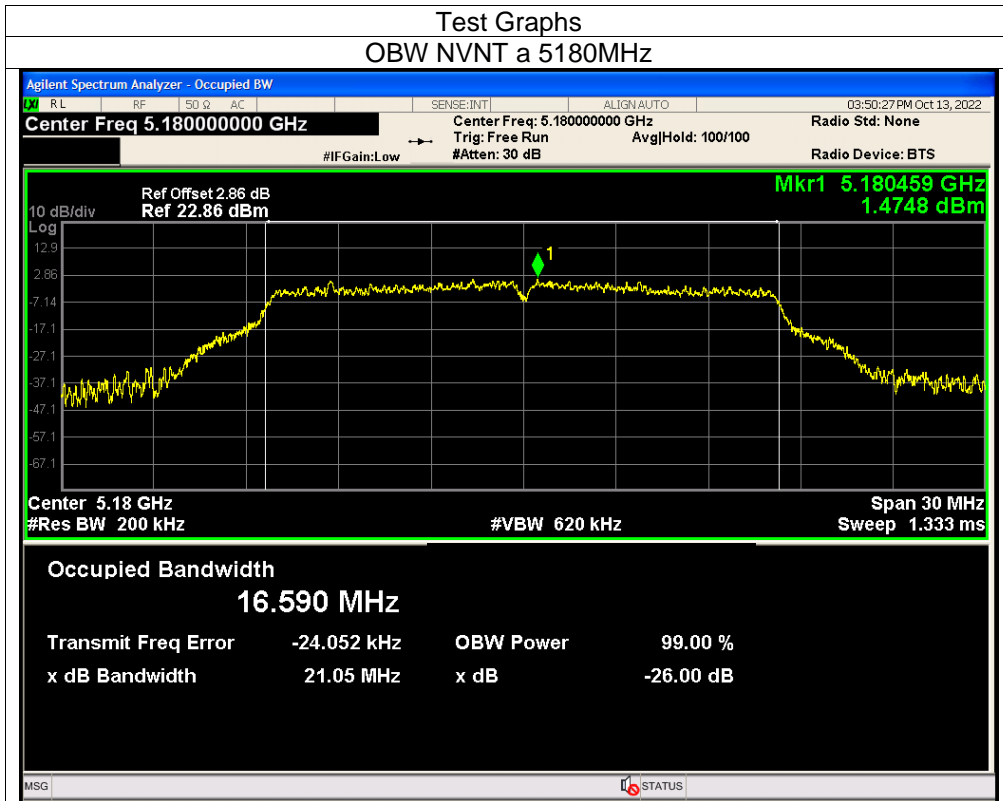 Test Graphs
OBW NVNT a 5180MHz
Agilent Spectrum Analyzer - Occupied BW
LXI RL RF 50 Ω AC SENSE:INT ALIGN AUTO 03:50:27 PM Oct 13, 2022
Center Freq 5.180000000 GHz Center Freq: 5.180000000 GHz Radio Std: None
Trig: Free Run Avg|Hold: 100/100
#IFGain:Low #Atten: 30 dB Radio Device: BTS
Mkr1 5.180459 GHz
Ref Offset 2.86 dB
10 dB/div Ref 22.86 dBm 1.4748 dBm
Log
12.9
1
2.86
-7.14
-17.1
-27.1
-37.1
-47.1
-57.1
-67.1
Center 5.18 GHz Span 30 MHz
#Res BW 200 kHz #VBW 620 kHz Sweep 1.333 ms
Occupied Bandwidth
16.590 MHz
Transmit Freq Error -24.052 kHz OBW Power 99.00 %
x dB Bandwidth 21.05 MHz x dB -26.00 dB
MSG STATUS